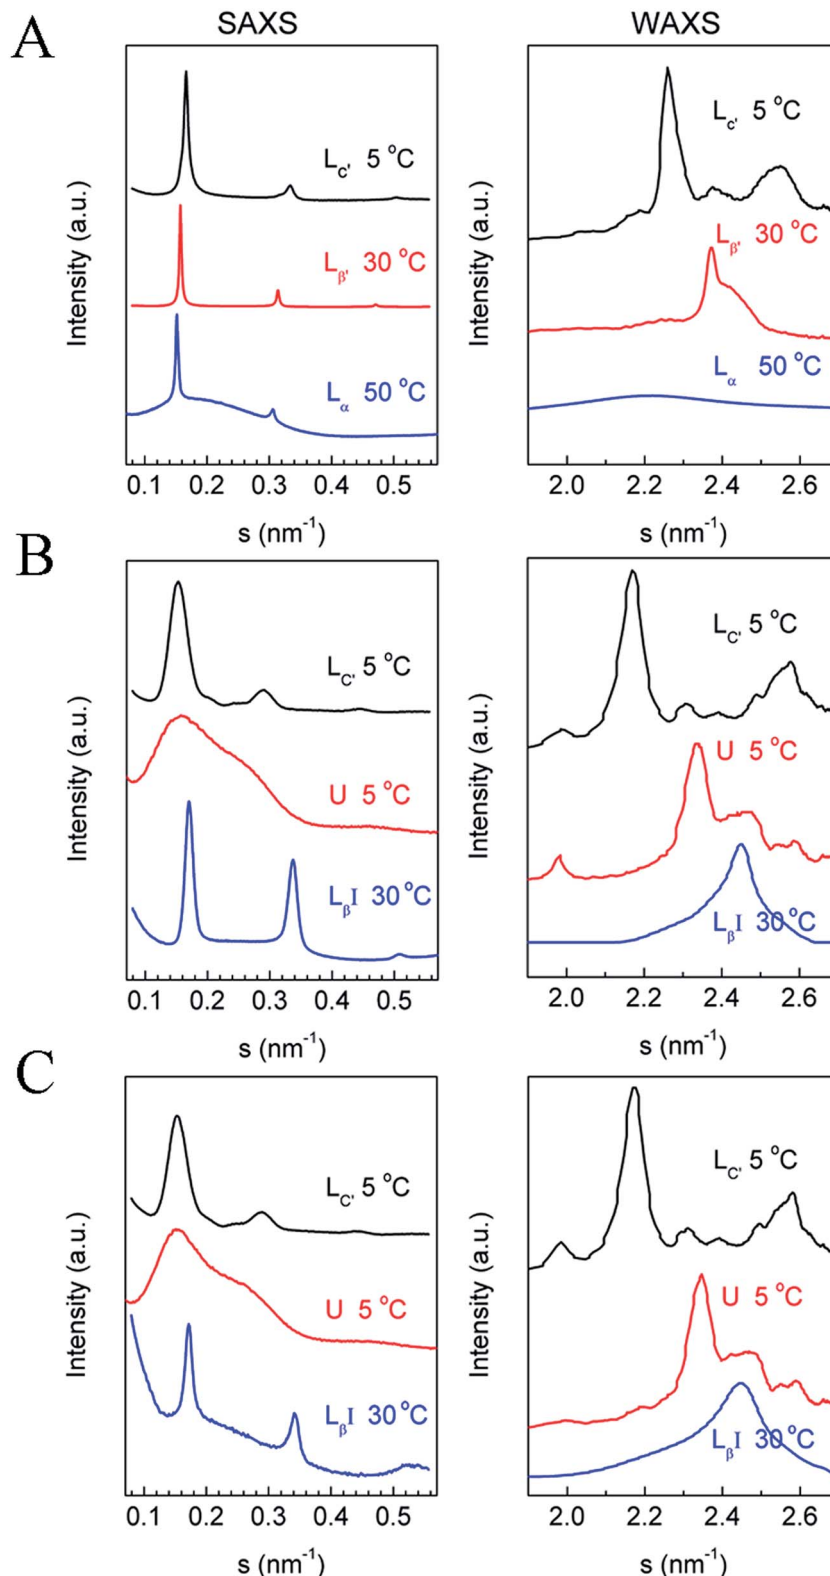 SAXS WAXS
A
Intensity (a.u.)
L_c' 5 °C
L_β' 30 °C
L_α 50 °C
0.1 0.2 0.3 0.4 0.5
s (nm⁻¹)
Intensity (a.u.)
L_c' 5 °C
L_β' 30 °C
L_α 50 °C
2.0 2.2 2.4 2.6
s (nm⁻¹)
B
Intensity (a.u.)
L_C' 5 °C
U 5 °C
L_βI 30 °C
0.1 0.2 0.3 0.4 0.5
s (nm⁻¹)
Intensity (a.u.)
L_C' 5 °C
U 5 °C
L_βI 30 °C
2.0 2.2 2.4 2.6
s (nm⁻¹)
C
Intensity (a.u.)
L_C' 5 °C
U 5 °C
L_βI 30 °C
0.1 0.2 0.3 0.4 0.5
s (nm⁻¹)
Intensity (a.u.)
L_C' 5 °C
U 5 °C
L_βI 30 °C
2.0 2.2 2.4 2.6
s (nm⁻¹)